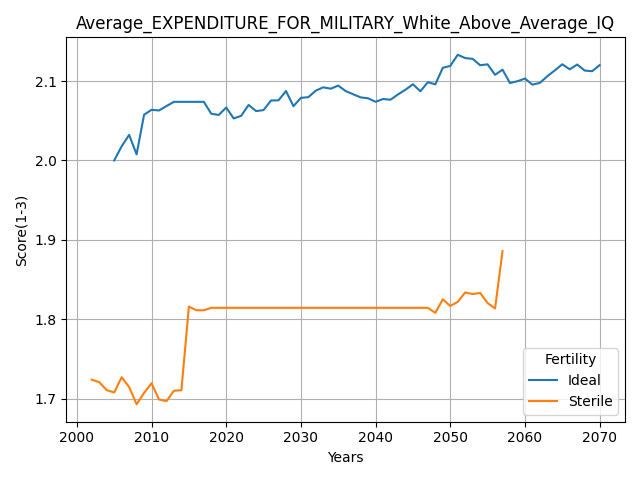 Average_EXPENDITURE_FOR_MILITARY_White_Above_Average_IQ
Score(1-3)
2.1
2.0
1.9
1.8
1.7
Fertility
Ideal
Sterile
2000 2010 2020 2030 2040 2050 2060 2070
Years